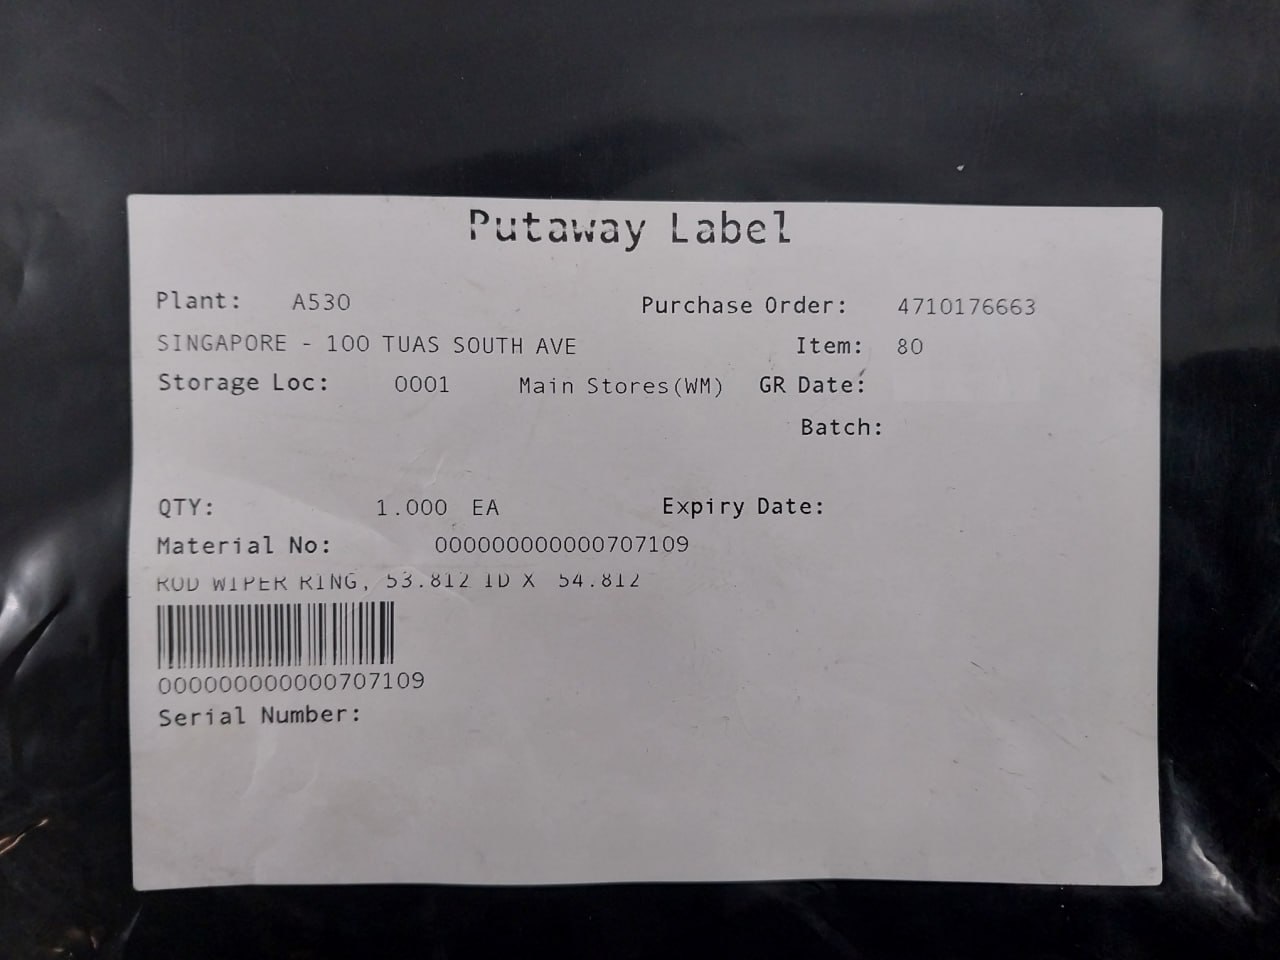 Putaway Label
Plant: A530 Purchase Order: 4710176663
SINGAPORE - 100 TUAS SOUTH AVE Item: 80
Storage Loc: 0001 Main Stores(WM) GR Date:
Batch:
QTY: 1.000 EA Expiry Date:
Material No: 000000000000707109
ROD WIPER RING, 53.812 ID X 54.812
000000000000707109
Serial Number: